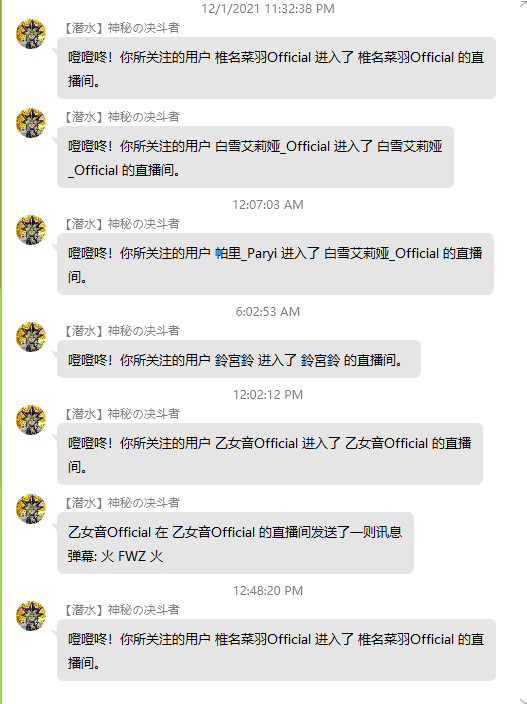 12/1/2021 11:32:38 PM
【潜水】神秘の决斗者
噔噔咚！你所关注的用户 椎名菜羽Official 进入了 椎名菜羽Official 的直
播间。
【潜水】神秘の决斗者
噔噔咚！你所关注的用户 白雪艾莉娅_Official 进入了 白雪艾莉娅
_Official 的直播间。
12:07:03 AM
【潜水】神秘の决斗者
噔噔咚！你所关注的用户 帕里_Paryi 进入了 白雪艾莉娅_Official 的直播
间。
6:02:53 AM
【潜水】神秘の决斗者
噔噔咚！你所关注的用户 鈴宮鈴 进入了 鈴宮鈴 的直播间。
12:02:12 PM
【潜水】神秘の决斗者
噔噔咚！你所关注的用户 乙女音Official 进入了 乙女音Official 的直播
间。
【潜水】神秘の决斗者
乙女音Official 在 乙女音Official 的直播间发送了一则讯息
弹幕: 火 FWZ 火
12:48:20 PM
【潜水】神秘の决斗者
噔噔咚！你所关注的用户 椎名菜羽Official 进入了 椎名菜羽Official 的直
播间。